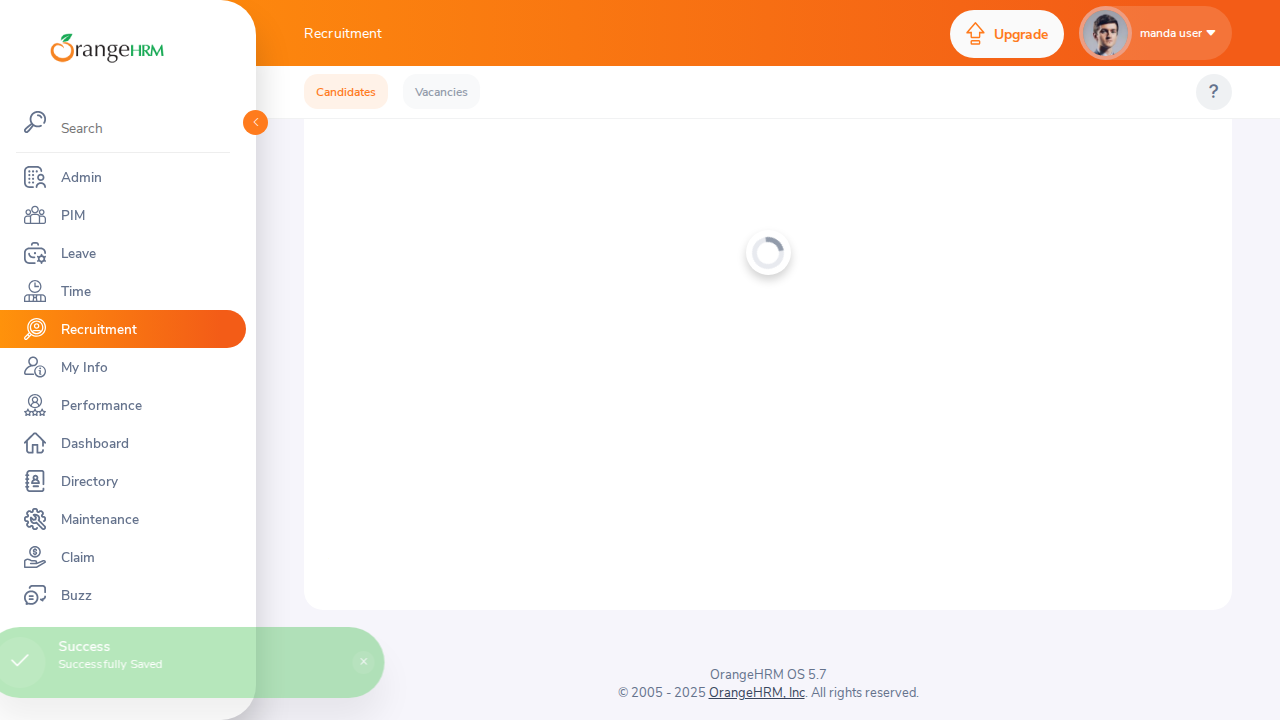 OrangeHRM
Search
Admin
PIM
Leave
Time
Recruitment
My Info
Performance
Dashboard
Directory
Maintenance
Claim
Buzz
Recruitment
Upgrade
manda user
Candidates
Vacancies
?
Success
Successfully Saved
×
OrangeHRM OS 5.7
© 2005 - 2025 OrangeHRM, Inc. All rights reserved.